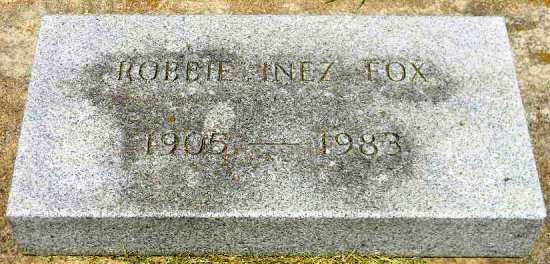 ROBBIE INEZ FOX
1905 — 1983